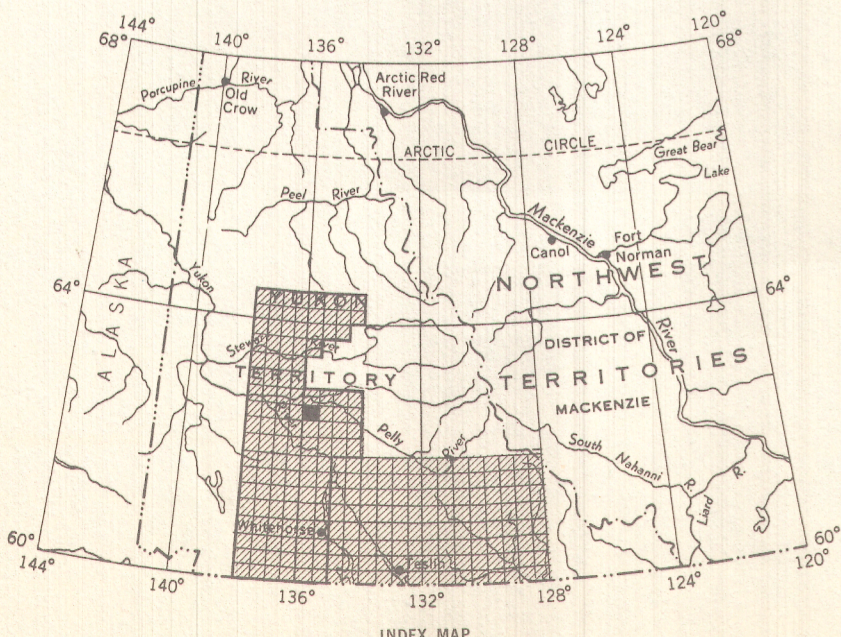 144°
68°
140°
136°
132°
128°
124°
120°
68°
Porcupine River
Old
Crow
Arctic Red
River
ARCTIC CIRCLE
Great Bear
Lake
Peel River
Mackenzie
Canol
Fort
Norman
NORTHWEST
64°
64°
ALASKA
Yukon
YUKON
Stewart River
TERRITORY
DISTRICT OF
TERRITORIES
MACKENZIE
River
Pelly
River
South Nahanni
R.
Liard
R.
Whitehorse
Teslin
60°
144°
140°
136°
132°
128°
124°
60°
120°
INDEX MAP